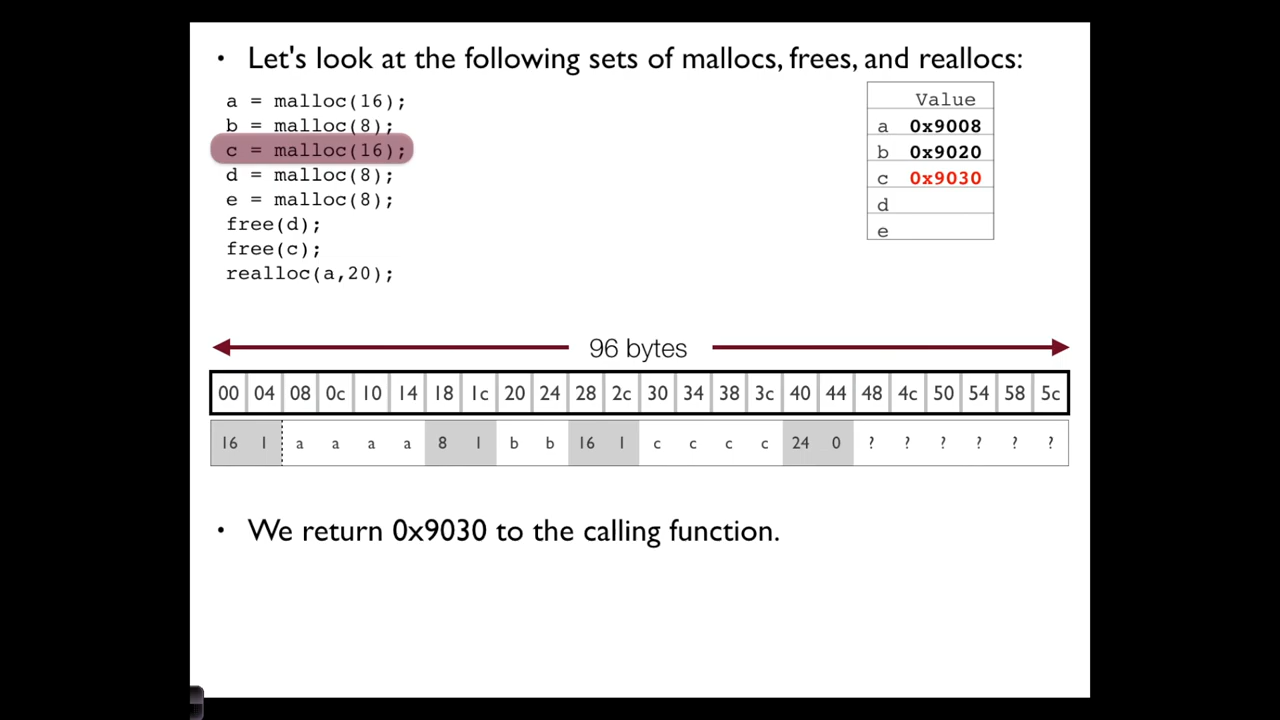 • Let's look at the following sets of mallocs, frees, and reallocs:
a = malloc(16);
b = malloc(8);
c = malloc(16);
d = malloc(8);
e = malloc(8);
free(d);
free(c);
realloc(a,20);
Value
a 0x9008
b 0x9020
c 0x9030
d
e
96 bytes
00 04 08 0c 10 14 18 1c 20 24 28 2c 30 34 38 3c 40 44 48 4c 50 54 58 5c
16 1 a a a a 8 1 b b 16 1 c c c c 24 0 ? ? ? ? ? ?
• We return 0x9030 to the calling function.